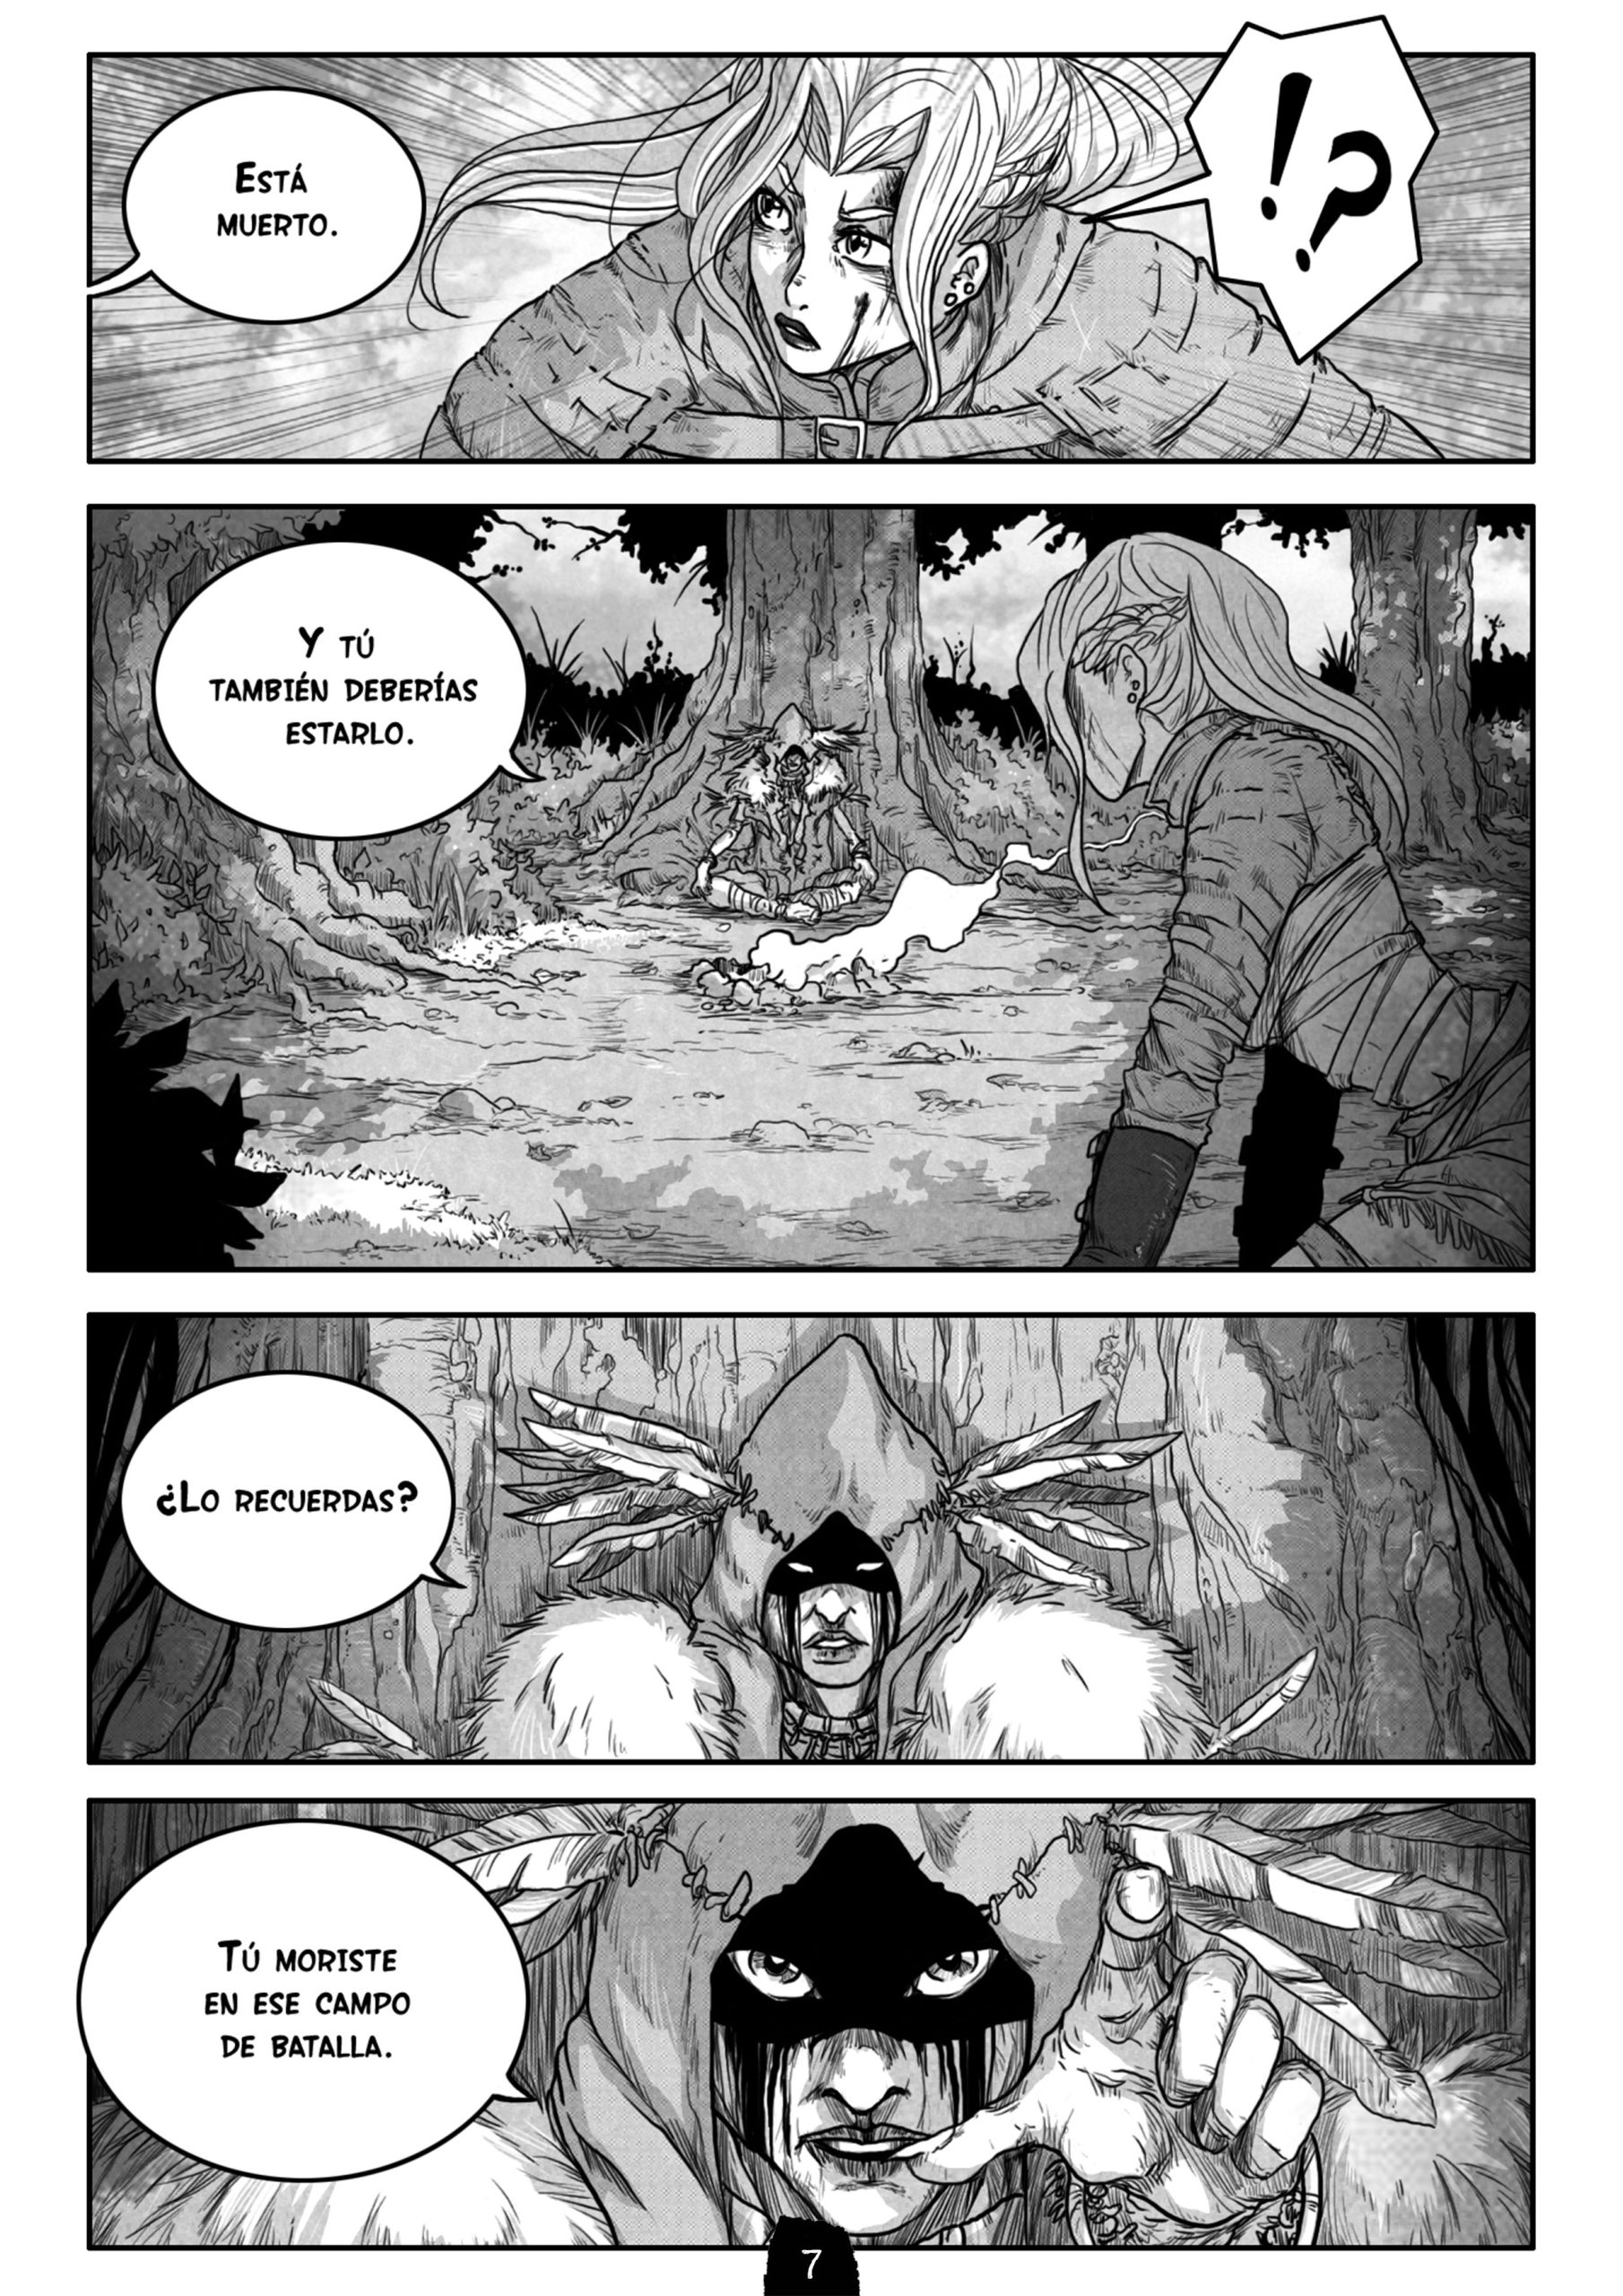 Está
muerto.
!?
Y tú
también deberías
estarlo.
¿Lo recuerdas?
Tú moriste
en ese campo
de batalla.
7